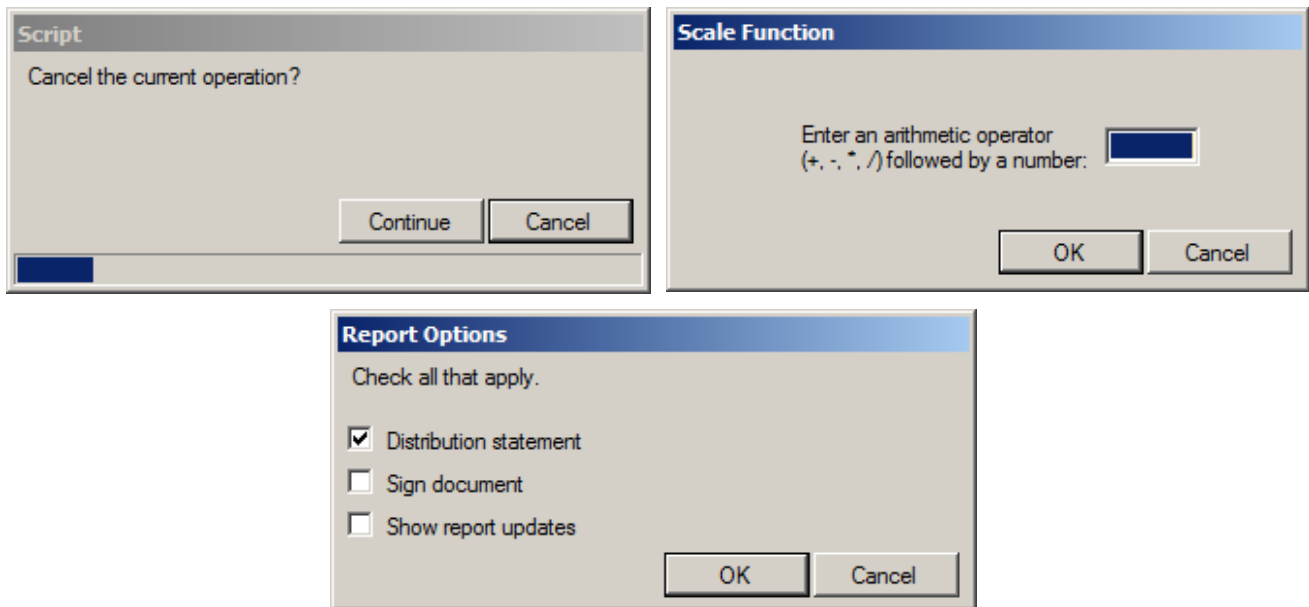 Script
Cancel the current operation?
Continue
Cancel
Scale Function
Enter an arithmetic operator
(+, -, *, /) followed by a number:
OK
Cancel
Report Options
Check all that apply.
Distribution statement
Sign document
Show report updates
OK
Cancel